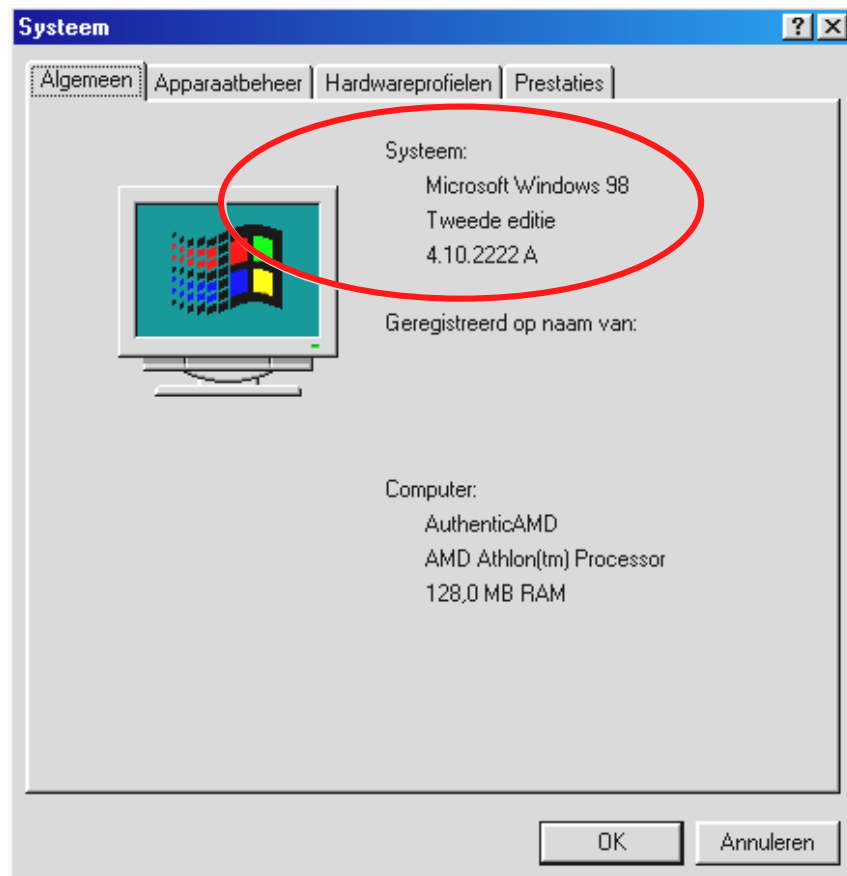 Systeem
Algemeen Apparaatbeheer Hardwareprofielen Prestaties
Systeem:
Microsoft Windows 98
Tweede editie
4.10.2222 A
Geregistreerd op naam van:
Computer:
AuthenticAMD
AMD Athlon(tm) Processor
128,0 MB RAM
OK Annuleren